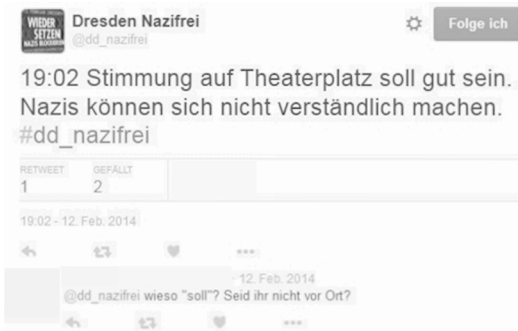 WIEDER
SETZEN
NAZIS BLOCKIEREN
Dresden Nazifrei
@dd_nazifrei
Folge ich
19:02 Stimmung auf Theaterplatz soll gut sein.
Nazis können sich nicht verständlich machen.
#dd_nazifrei
RETWEET GEFÄLLT
1 2
19:02 - 12. Feb. 2014
12. Feb. 2014
@dd_nazifrei wieso "soll"? Seid ihr nicht vor Ort?